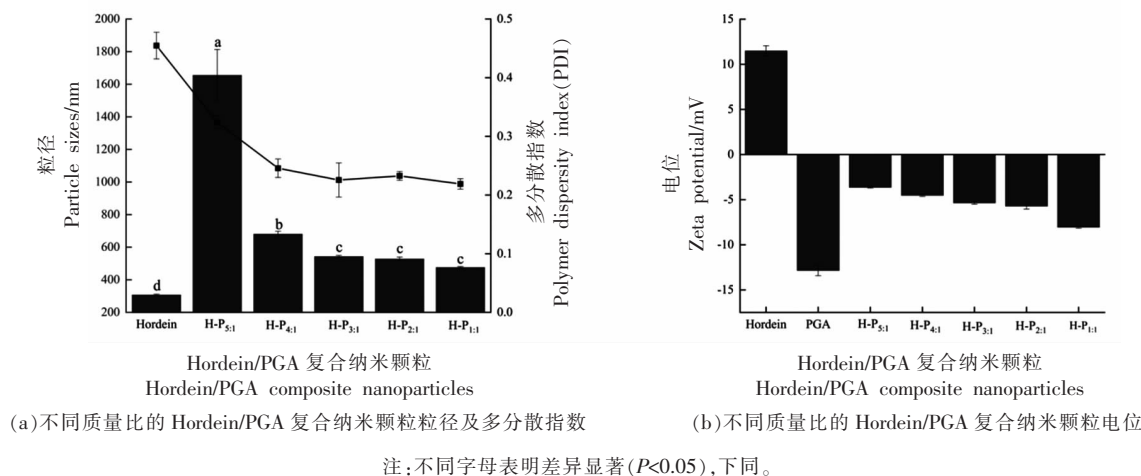 2000
1800
1600
1400
1200
1000
800
600
400
200
粒径
Particle sizes/nm
0.5
0.4
0.3
0.2
0.1
0.0
多分散指数
Polymer dispersity index(PDI)
d
a
b
c
c
c
Hordein H-P5:1 H-P4:1 H-P3:1 H-P2:1 H-P1:1
Hordein/PGA 复合纳米颗粒
Hordein/PGA composite nanoparticles
(a)不同质量比的 Hordein/PGA 复合纳米颗粒粒径及多分散指数
15
10
5
0
-5
-10
-15
电位
Zeta potential/mV
Hordein PGA H-P5:1 H-P4:1 H-P3:1 H-P2:1 H-P1:1
Hordein/PGA 复合纳米颗粒
Hordein/PGA composite nanoparticles
(b)不同质量比的 Hordein/PGA 复合纳米颗粒电位
注:不同字母表明差异显著(P<0.05),下同。